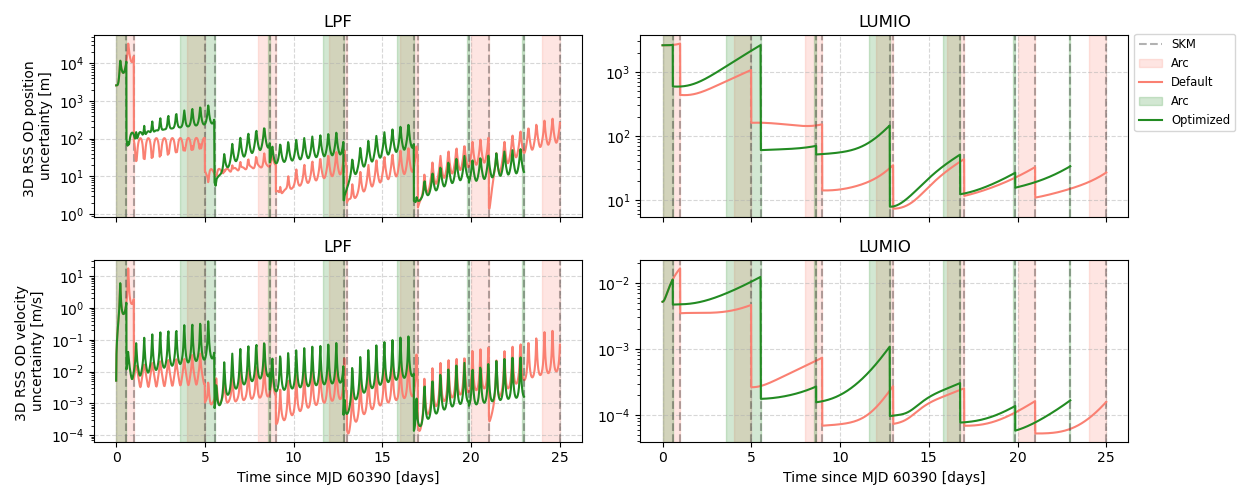 LPF
LUMIO
3D RSS OD position
uncertainty [m]
10⁴
10³
10²
10¹
10⁰
10³
10²
10¹
SKM
Arc
Default
Arc
Optimized
LPF
LUMIO
3D RSS OD velocity
uncertainty [m/s]
10¹
10⁰
10⁻¹
10⁻²
10⁻³
10⁻⁴
10⁻²
10⁻³
10⁻⁴
0 5 10 15 20 25
0 5 10 15 20 25
Time since MJD 60390 [days]
Time since MJD 60390 [days]